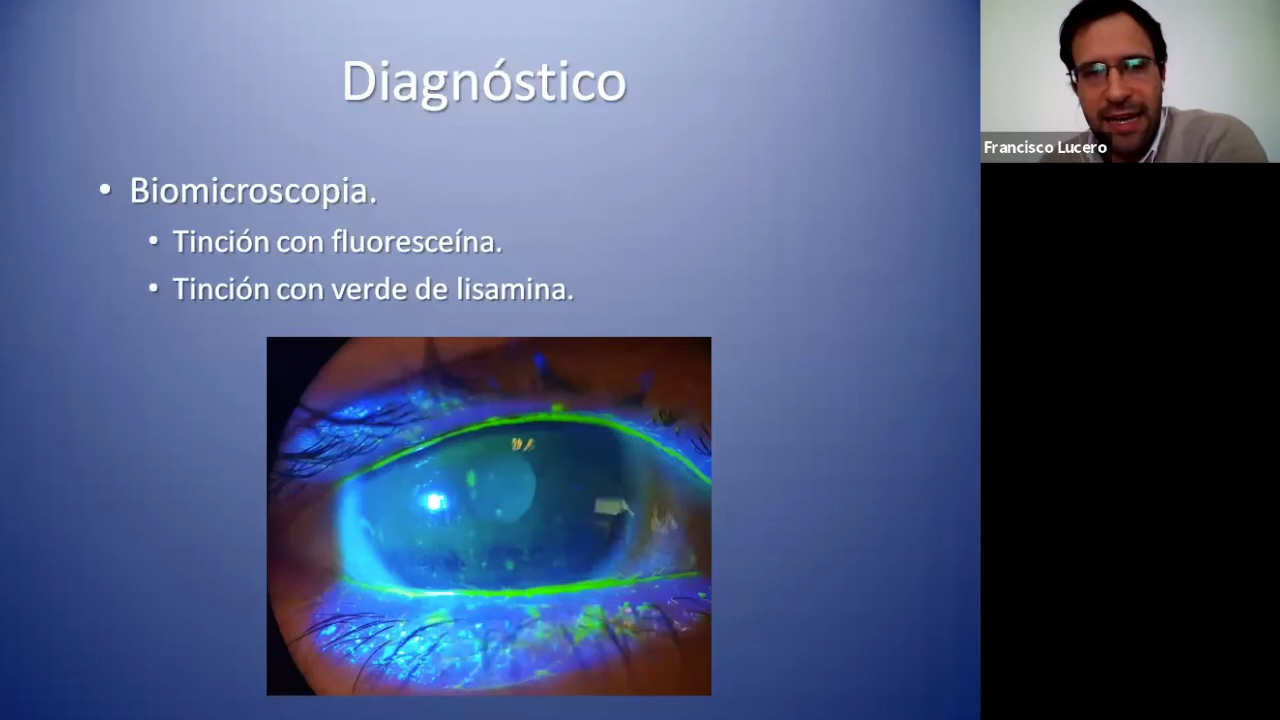 Diagnóstico
• Biomicroscopia.
• Tinción con fluoresceína.
• Tinción con verde de lisamina.
Francisco Lucero